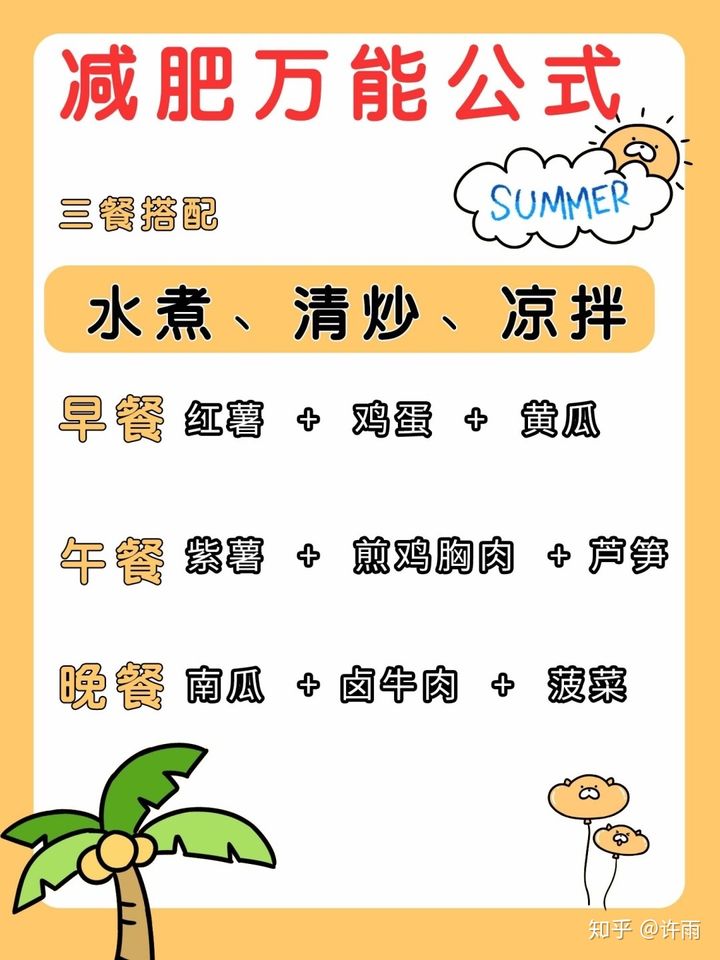 减肥万能公式
SUMMER
三餐搭配
水煮、清炒、凉拌
早餐 红薯 + 鸡蛋 + 黄瓜
午餐 紫薯 + 煎鸡胸肉 + 芦笋
晚餐 南瓜 + 卤牛肉 + 菠菜
知乎 @许雨